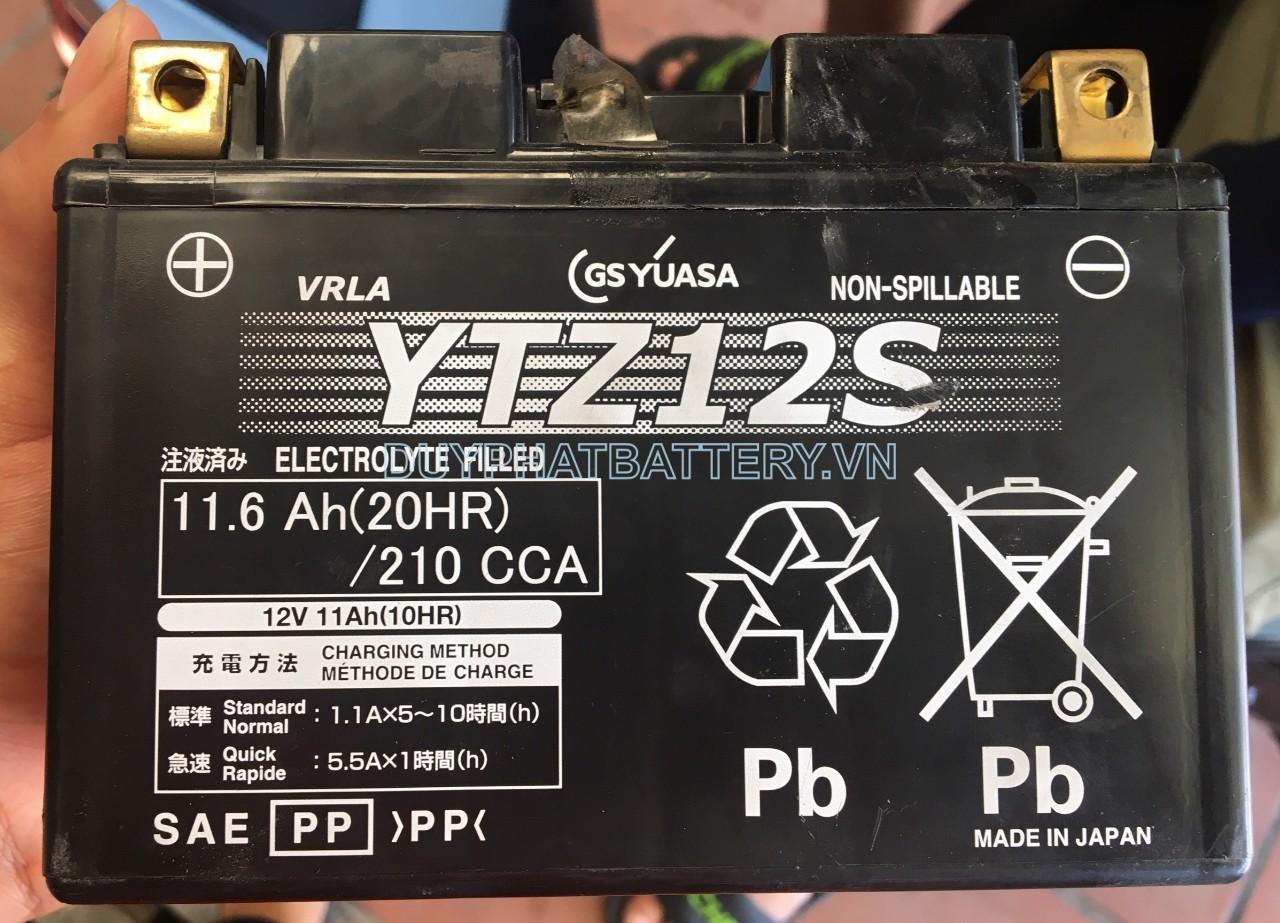 GS YUASA
VRLA
NON-SPILLABLE
YTZ12S
注液済み ELECTROLYTE FILLED
DUYPHATBATTERY.VN
11.6 Ah(20HR)
/210 CCA
12V 11Ah(10HR)
充電方法 CHARGING METHOD
MÉTHODE DE CHARGE
標準 Standard Normal : 1.1A×5～10時間(h)
急速 Quick Rapide : 5.5A×1時間(h)
SAE PP >PP<
Pb
Pb
MADE IN JAPAN